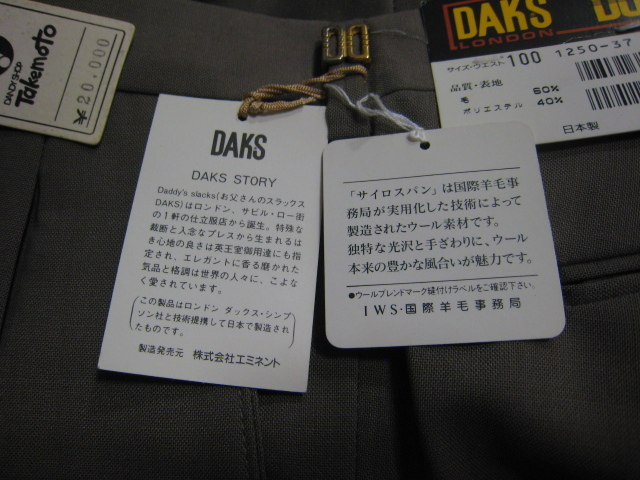 DANDY SHOP
Takemoto
¥20,000
DAKS
LONDON
サイズ・ウエスト 100 1250-37
品質・表地
毛 60%
ポリエステル 40%
日本製
DAKS
DAKS STORY
Daddy's slacks(お父さんのスラックス
DAKS)はロンドン、サビル・ロー街
の1軒の仕立服店から誕生。特殊な
裁断と入念なプレスから生まれるは
き心地の良さは英王室御用達にも指
定され、エレガントに香る磨かれた
気品と格調は世界の人々に、こよな
く愛されています。
(この製品はロンドン ダックス・シンプ
ソン社と技術提携して日本で製造され
たものです。)
製造発売元 株式会社エミネント
「サイロスパン」は国際羊毛事
務局が実用化した技術によって
製造されたウール素材です。
独特な光沢と手ざわりに、ウール
本来の豊かな風合いが魅力です。
●ウールブレンドマーク縫付けラベルをご確認下さい。
IWS・国際羊毛事務局